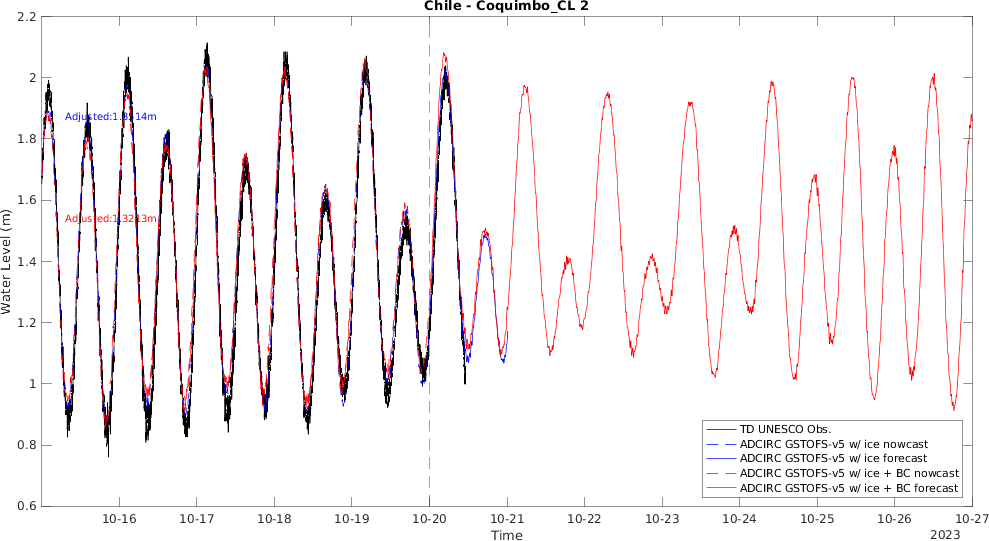 Chile - Coquimbo_CL 2
2.2
2
1.8
1.6
1.4
1.2
1
0.8
0.6
Water Level (m)
Adjusted:1.3514m
Adjusted:1.3213m
TD UNESCO Obs.
ADCIRC GSTOFS-v5 w/ ice nowcast
ADCIRC GSTOFS-v5 w/ ice forecast
ADCIRC GSTOFS-v5 w/ ice + BC nowcast
ADCIRC GSTOFS-v5 w/ ice + BC forecast
10-16 10-17 10-18 10-19 10-20 10-21 10-22 10-23 10-24 10-25 10-26 10-27
Time
2023